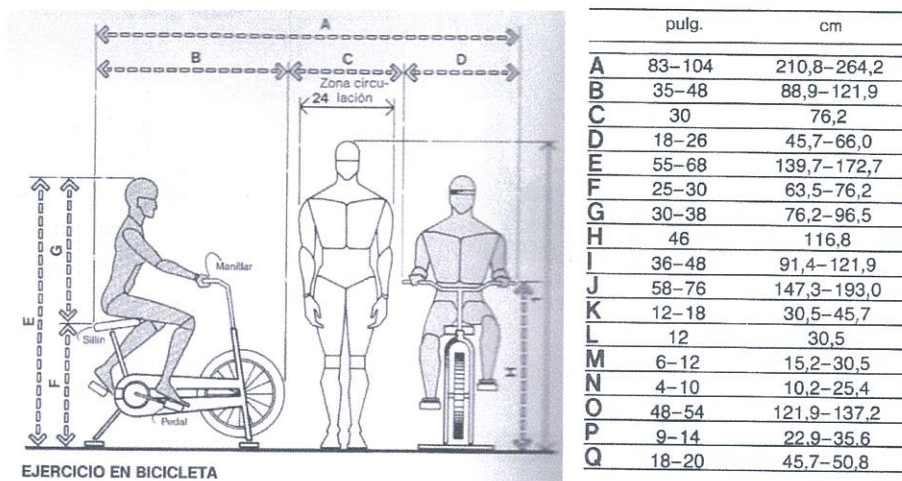 A
B C D
Zona circu-
24 lación
G
Manillar
E
Sillín
F
H
Pedal
EJERCICIO EN BICICLETA
pulg. cm
A 83–104 210,8–264,2
B 35–48 88,9–121,9
C 30 76,2
D 18–26 45,7–66,0
E 55–68 139,7–172,7
F 25–30 63,5–76,2
G 30–38 76,2–96,5
H 46 116,8
I 36–48 91,4–121,9
J 58–76 147,3–193,0
K 12–18 30,5–45,7
L 12 30,5
M 6–12 15,2–30,5
N 4–10 10,2–25,4
O 48–54 121,9–137,2
P 9–14 22,9–35,6
Q 18–20 45,7–50,8